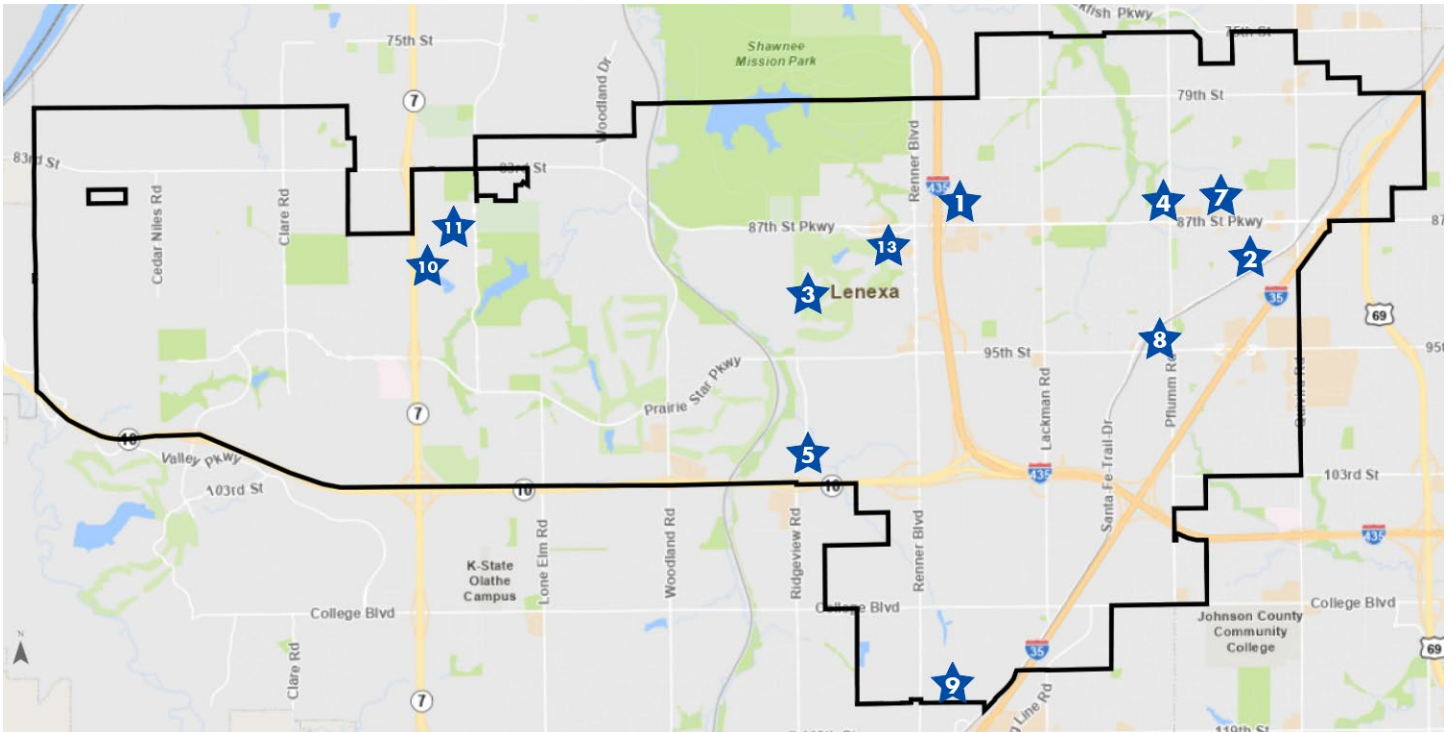 kfish Pkwy
75th St
75th St
Shawnee
Mission Park
7
Woodland Dr
79th St
Renner Blvd
83rd St
83rd St
435
Cedar Niles Rd
Clare Rd
1
4
7
11
87th St Pkwy
87th St Pkwy
87
13
2
10
3
Lenexa
35
69
8
95th St
95t
Prairie Star Pkwy
Lackman Rd
Pflumm Rd
Quivira Rd
7
10
Valley Pkwy
5
Santa-Fe-Trail-Dr
103rd St
10
10
435
103rd St
Woodland Rd
Ridgeview Rd
Renner Blvd
Lone Elm Rd
435
K-State
Olathe
Campus
College Blvd
College Blvd
College Blvd
Johnson County
Community
College
N
35
69
Clare Rd
9
7
g Line Rd
119th St